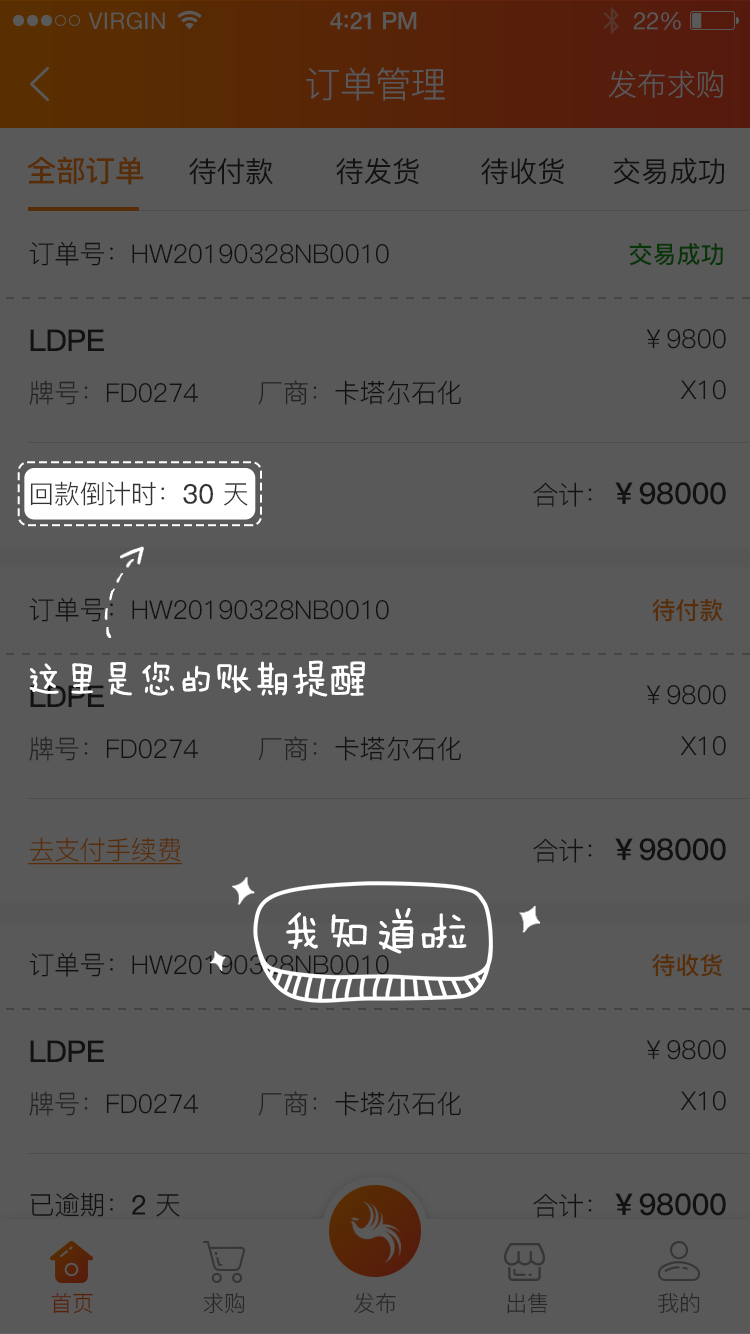 VIRGIN 4:21 PM 22%
订单管理 发布求购
全部订单 待付款 待发货 待收货 交易成功
订单号：HW20190328NB0010 交易成功
LDPE ¥9800
牌号：FD0274 厂商：卡塔尔石化 X10
回款倒计时：30 天 合计：¥98000
订单号：HW20190328NB0010 待付款
这里是您的账期提醒
LDPE ¥9800
牌号：FD0274 厂商：卡塔尔石化 X10
去支付手续费 合计：¥98000
我知道啦
订单号：HW20190328NB0010 待收货
LDPE ¥9800
牌号：FD0274 厂商：卡塔尔石化 X10
已逾期：2 天 合计：¥98000
首页 求购 发布 出售 我的